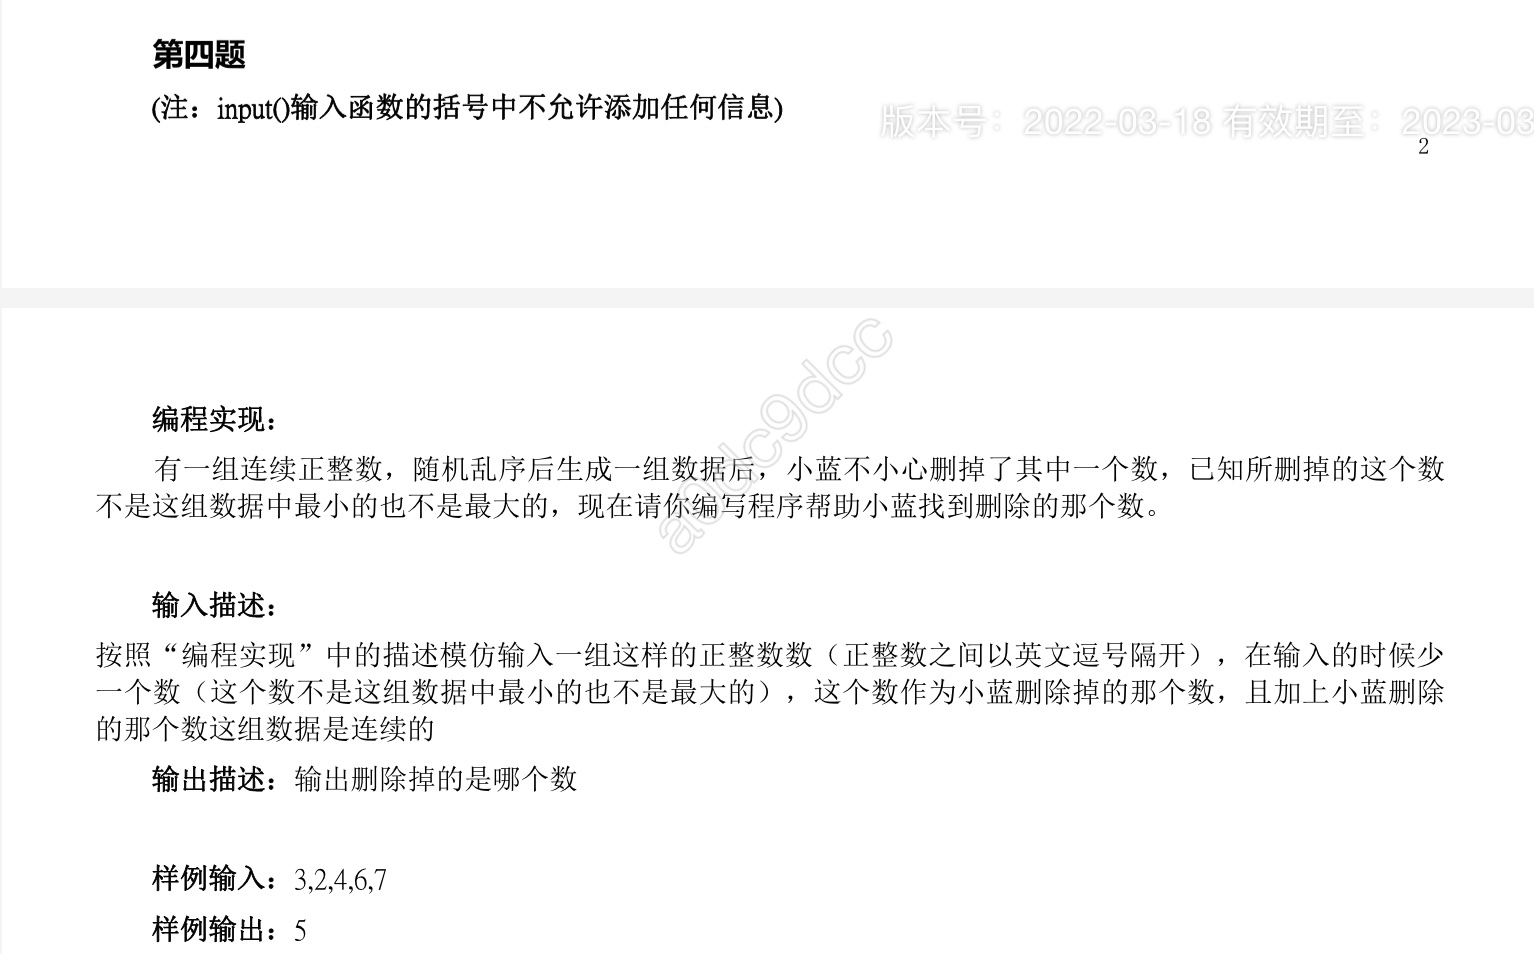 第四题
(注：input()输入函数的括号中不允许添加任何信息)
版本号：2022-03-18 有效期至：2023-03
2
a0dc9dcc
编程实现：
有一组连续正整数，随机乱序后生成一组数据后，小蓝不小心删掉了其中一个数，已知所删掉的这个数
不是这组数据中最小的也不是最大的，现在请你编写程序帮助小蓝找到删除的那个数。
输入描述：
按照“编程实现”中的描述模仿输入一组这样的正整数数（正整数之间以英文逗号隔开），在输入的时候少
一个数（这个数不是这组数据中最小的也不是最大的），这个数作为小蓝删除掉的那个数，且加上小蓝删除
的那个数这组数据是连续的
输出描述：输出删除掉的是哪个数
样例输入：3,2,4,6,7
样例输出：5